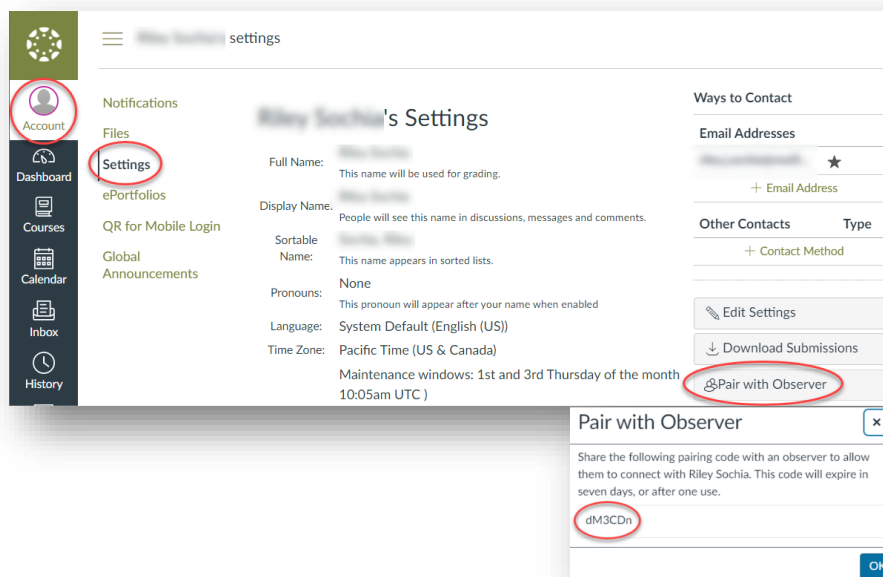 settings
Account
Dashboard
Courses
Calendar
Inbox
History
Notifications
Files
Settings
ePortfolios
QR for Mobile Login
Global
Announcements
's Settings
Full Name:
This name will be used for grading.
Display Name:
People will see this name in discussions, messages and comments.
Sortable
Name:
This name appears in sorted lists.
Pronouns:
None
This pronoun will appear after your name when enabled
Language: System Default (English (US))
Time Zone: Pacific Time (US & Canada)
Maintenance windows: 1st and 3rd Thursday of the month
10:05am UTC )
Ways to Contact
Email Addresses
+ Email Address
Other Contacts Type
+ Contact Method
Edit Settings
Download Submissions
Pair with Observer
Pair with Observer
Share the following pairing code with an observer to allow
them to connect with Riley Sochia. This code will expire in
seven days, or after one use.
dM3CDn
OK